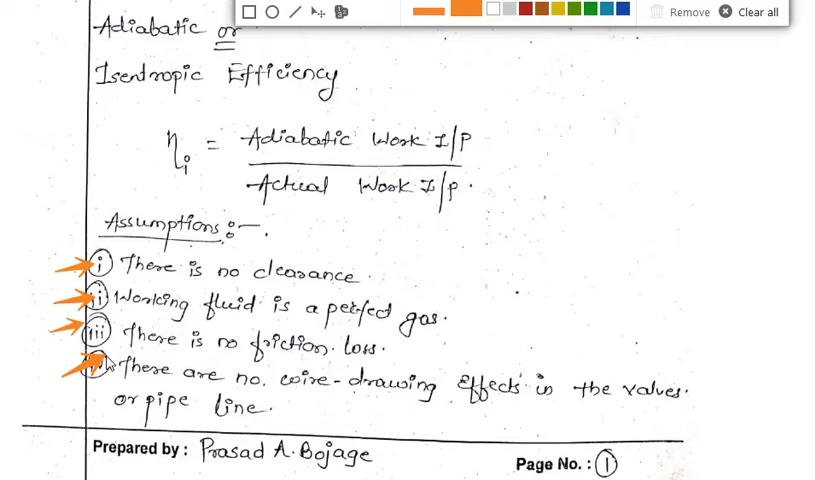 Remove
Clear all
Adiabatic or
Isentropic Efficiency
ηi = Adiabatic Work I/P
Actual Work I/p.
Assumptions:-
(i) There is no clearance.
(ii) Working fluid is a perfect gas.
(iii) There is no friction loss.
There are no. wire-drawing effects in the valves.
or pipe line.
Prepared by : Prasad A. Bojage
Page No. : 1